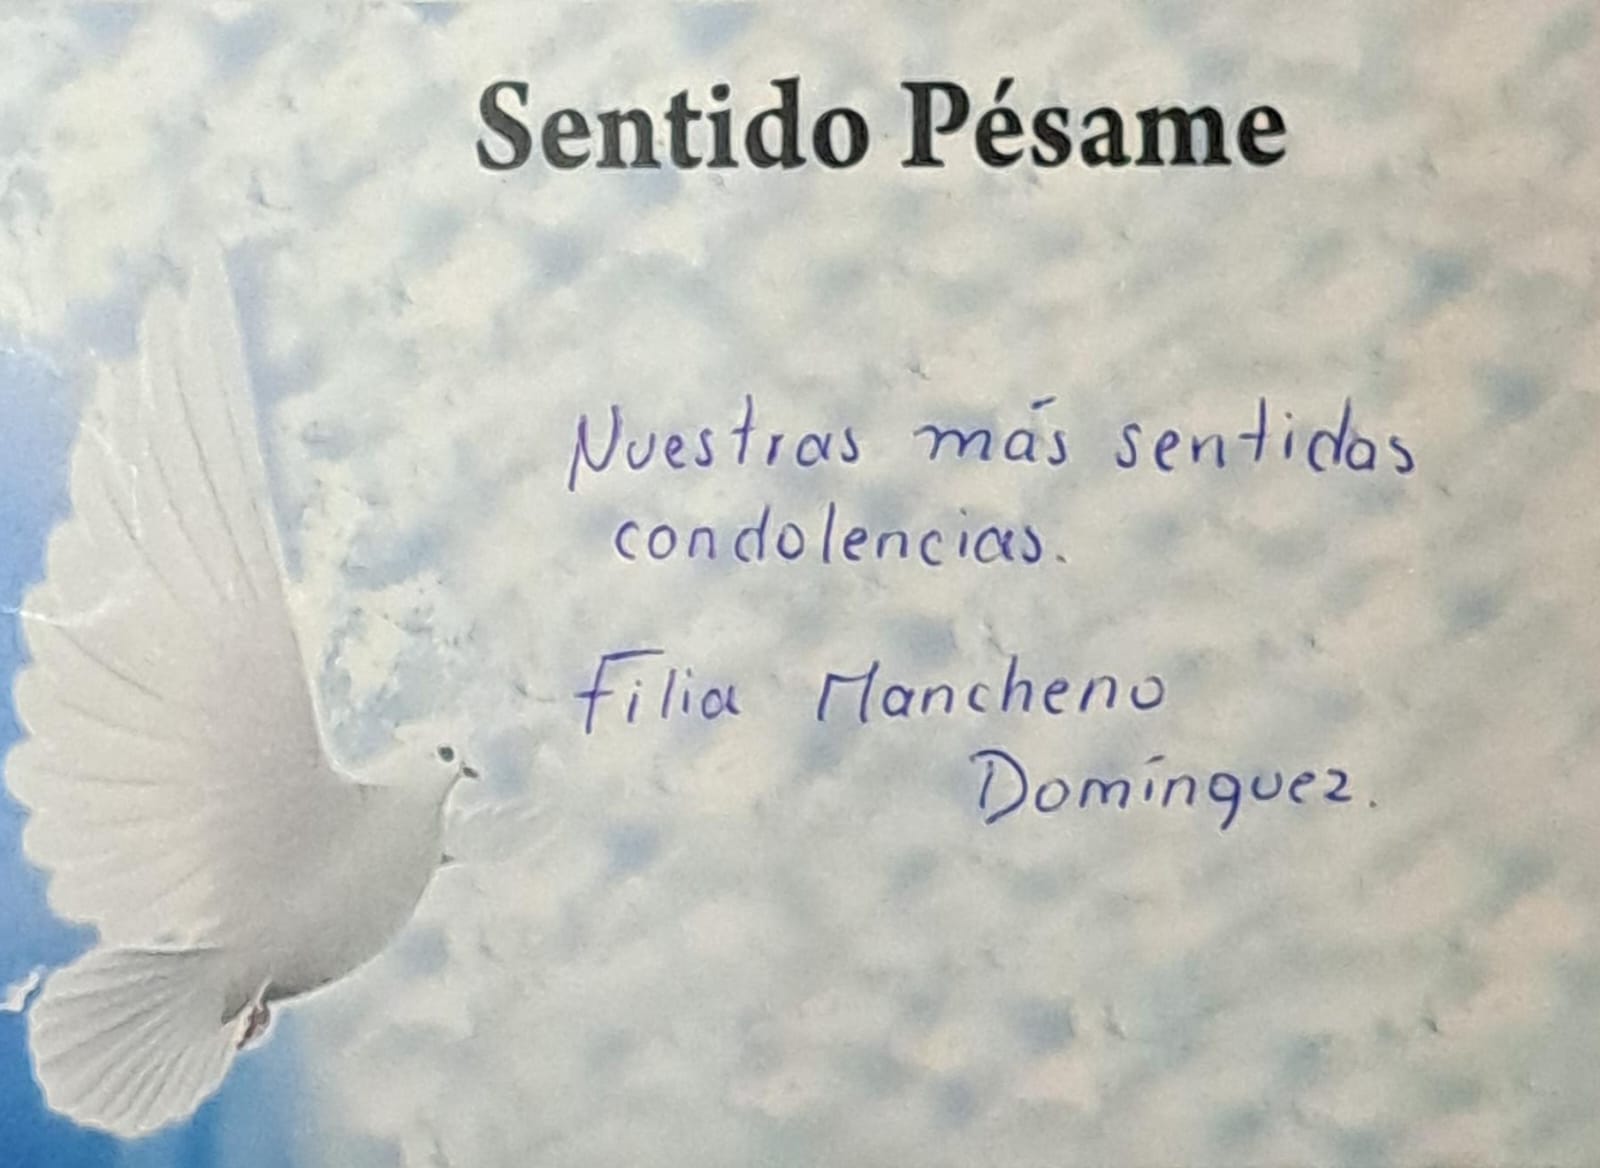 Sentido Pésame
Nuestras más sentidas
condolencias.
Filia Mancheno
Domínguez.